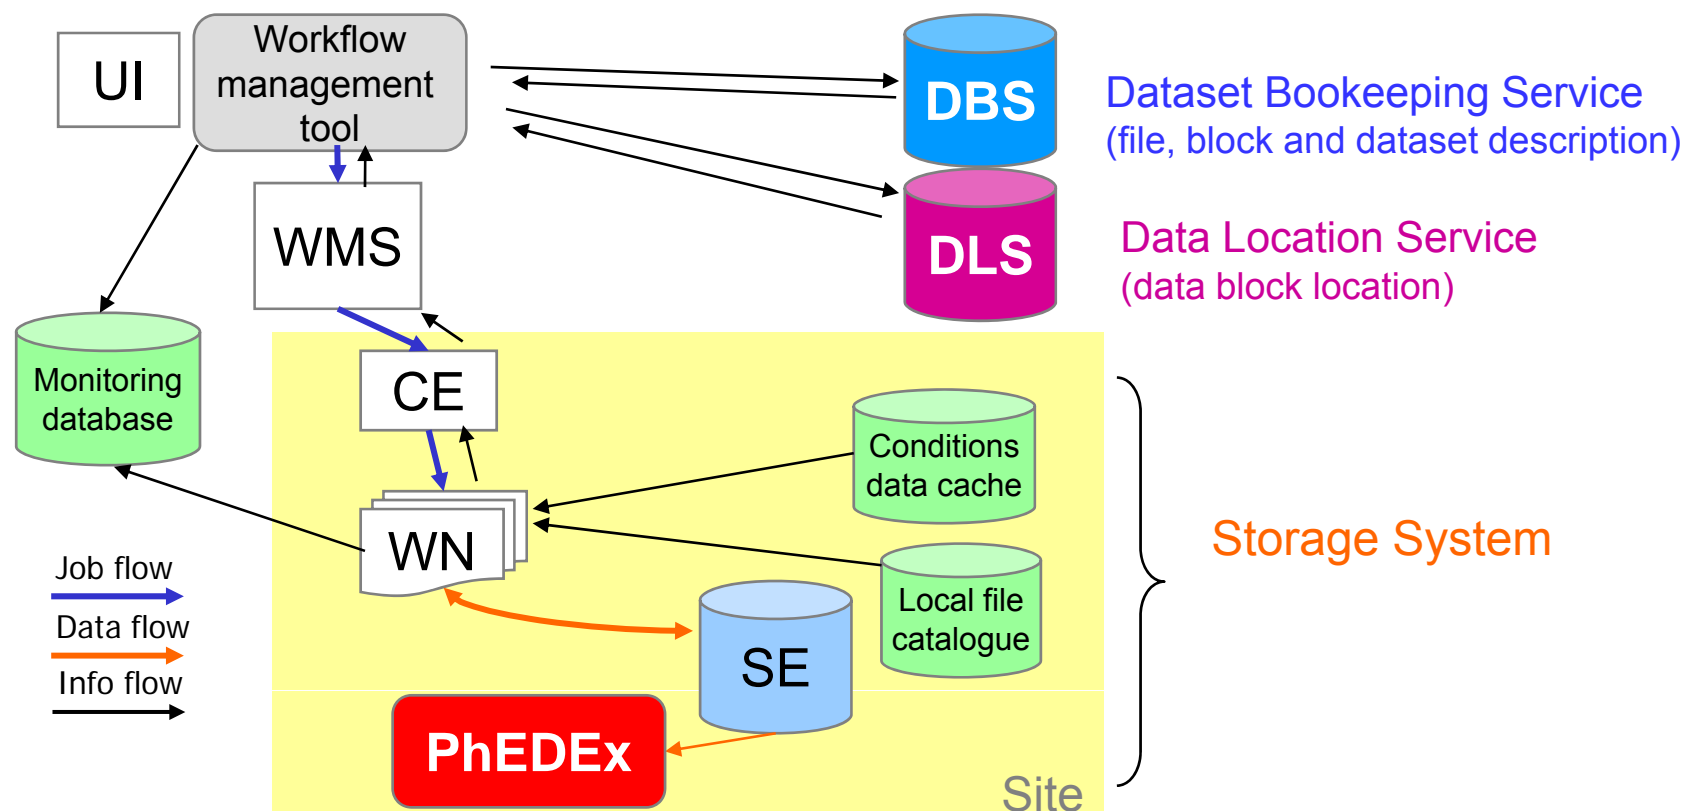 UI
Workflow
management
tool
DBS
Dataset Bookeeping Service
(file, block and dataset description)
WMS
DLS
Data Location Service
(data block location)
Monitoring
database
CE
Conditions
data cache
WN
Storage System
Job flow
Data flow
Info flow
Local file
catalogue
SE
PhEDEx
Site